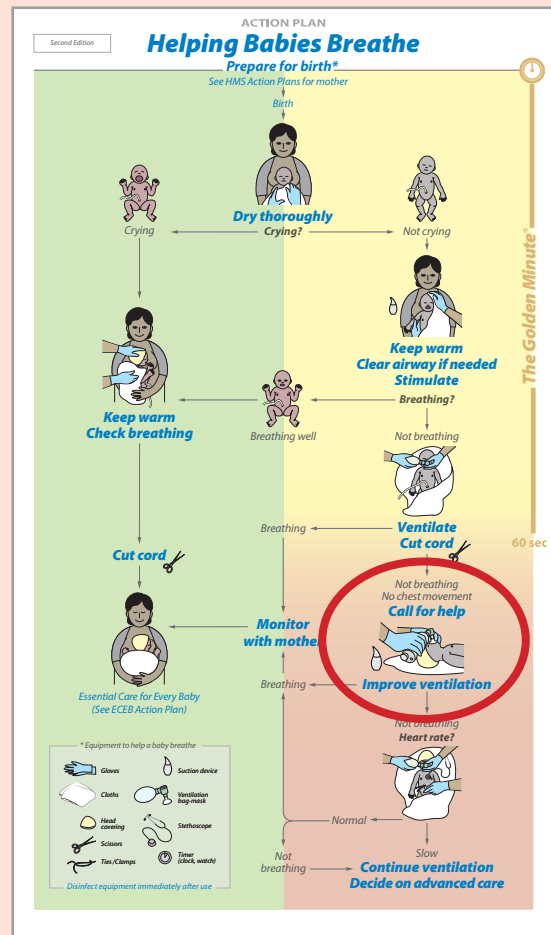 ACTION PLAN
Second Edition
Helping Babies Breathe
Prepare for birth*
See HMS Action Plans for mother
Birth
Dry thoroughly
Crying
Crying?
Not crying
The Golden Minute®
Keep warm
Clear airway if needed
Stimulate
Breathing?
Keep warm
Check breathing
Breathing well
Not breathing
Breathing
Ventilate
Cut cord
60 sec
Cut cord
Not breathing
No chest movement
Call for help
Monitor
with mother
Breathing
Improve ventilation
Essential Care for Every Baby
(See ECEB Action Plan)
Not breathing
Heart rate?
* Equipment to help a baby breathe
Gloves
Suction device
Cloths
Ventilation
bag-mask
Head
covering
Stethoscope
Scissors
Ties/Clamps
Timer
(clock, watch)
Disinfect equipment immediately after use
Normal
Not
breathing
Slow
Continue ventilation
Decide on advanced care